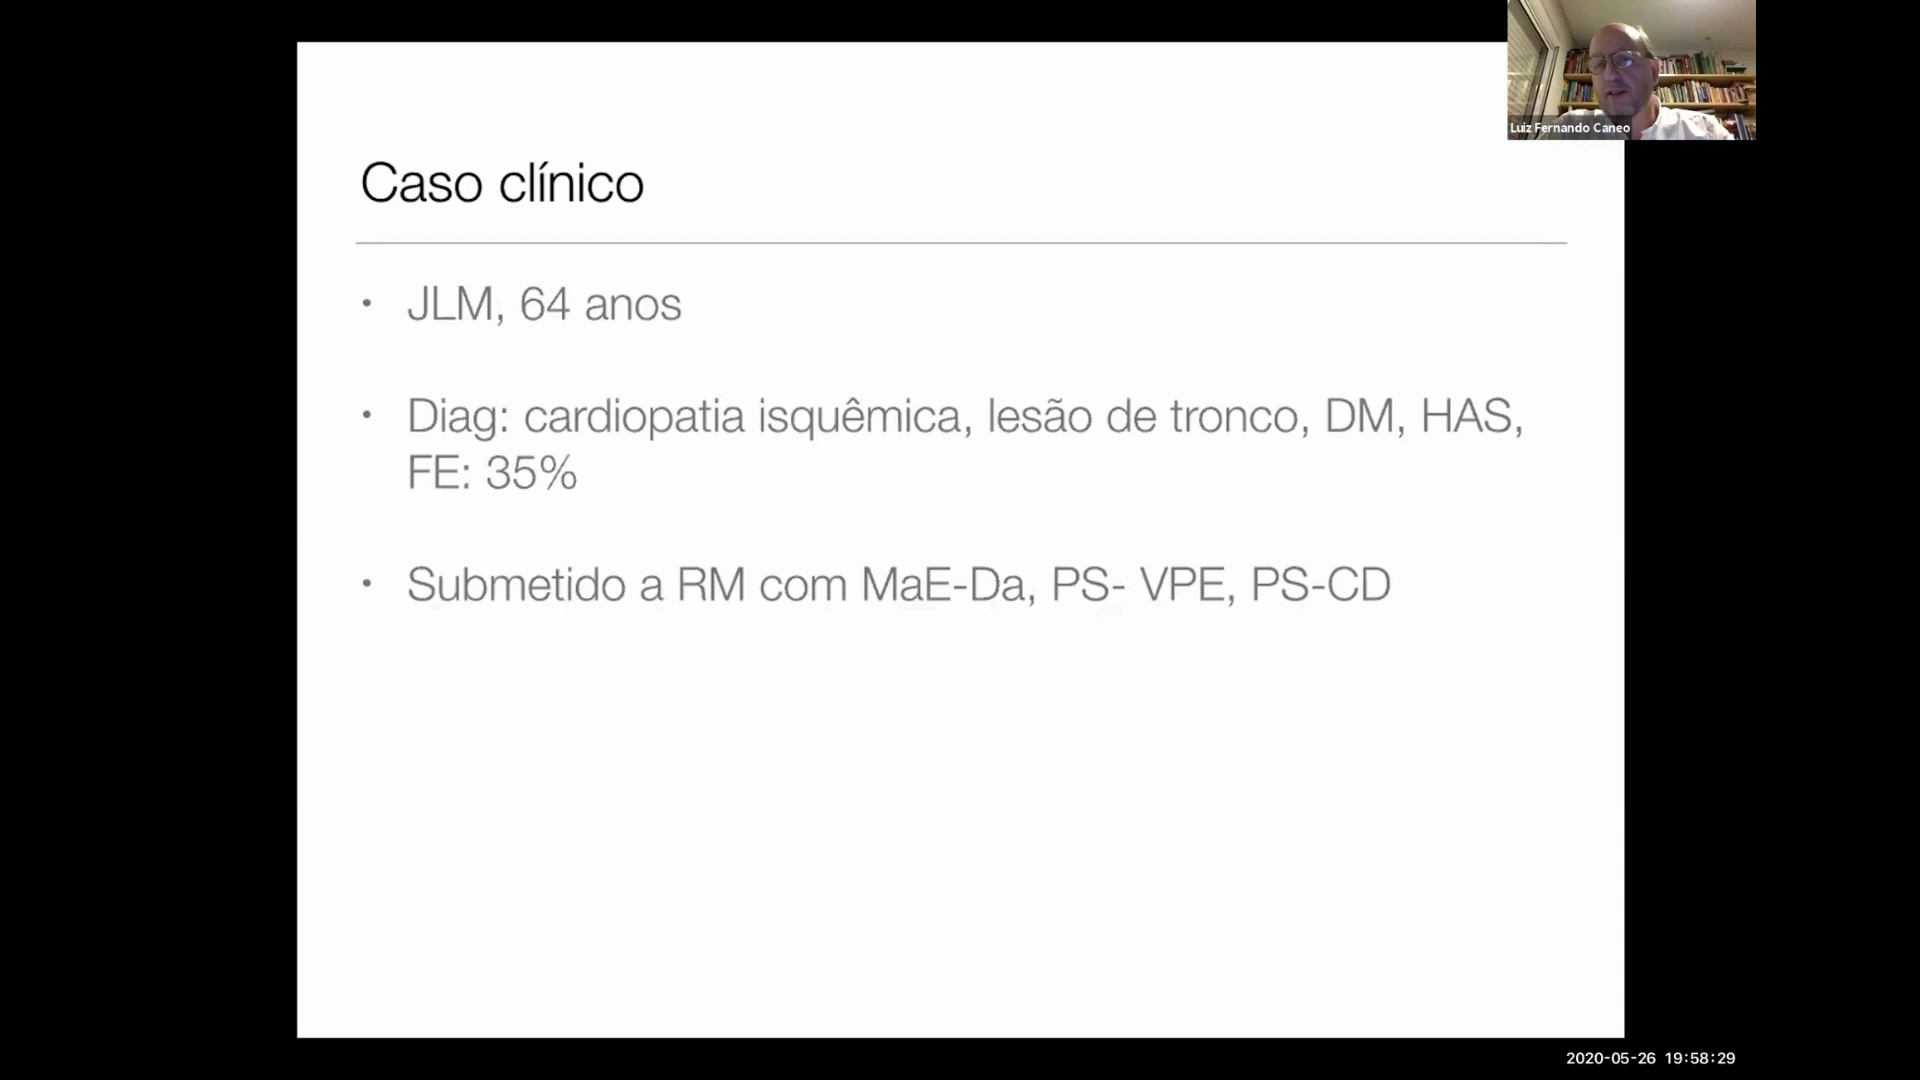 Luiz Fernando Caneo
Caso clínico
• JLM, 64 anos
• Diag: cardiopatia isquêmica, lesão de tronco, DM, HAS,
FE: 35%
• Submetido a RM com MaE-Da, PS- VPE, PS-CD
2020-05-26 19:58:29